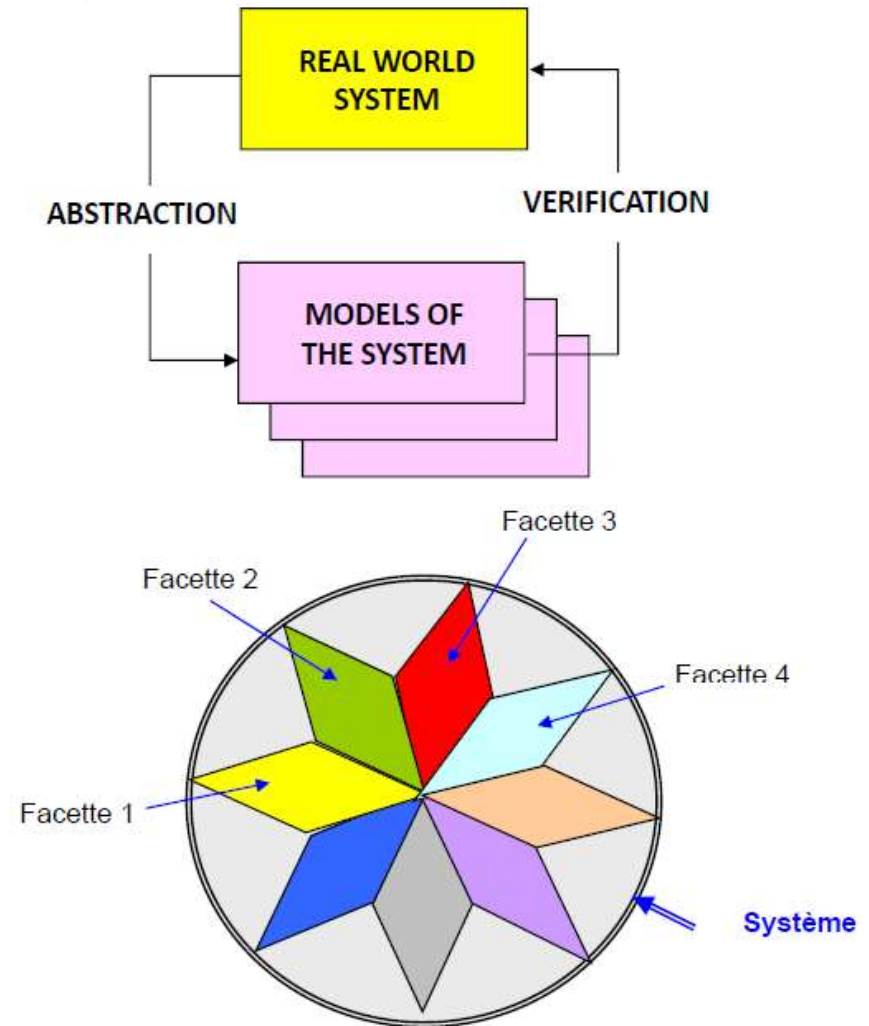 REAL WORLD
SYSTEM
ABSTRACTION
VERIFICATION
MODELS OF
THE SYSTEM
Facette 3
Facette 2
Facette 4
Facette 1
Système